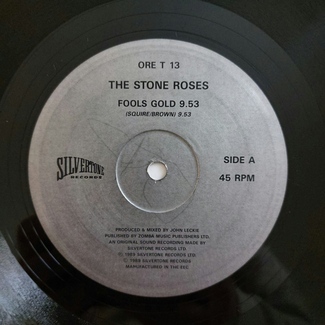 ORE T 13
THE STONE ROSES
FOOLS GOLD 9.53
(SQUIRE/BROWN) 9.53
SILVERTONE
RECORDS
SIDE A
45 RPM
PRODUCED & MIXED BY JOHN LECKIE
PUBLISHED BY ZOMBA MUSIC PUBLISHERS LTD.
AN ORIGINAL SOUND RECORDING MADE BY
SILVERTONE RECORDS LTD.
℗ 1989 SILVERTONE RECORDS LTD
© 1989 SILVERTONE RECORDS
MANUFACTURED IN THE EEC